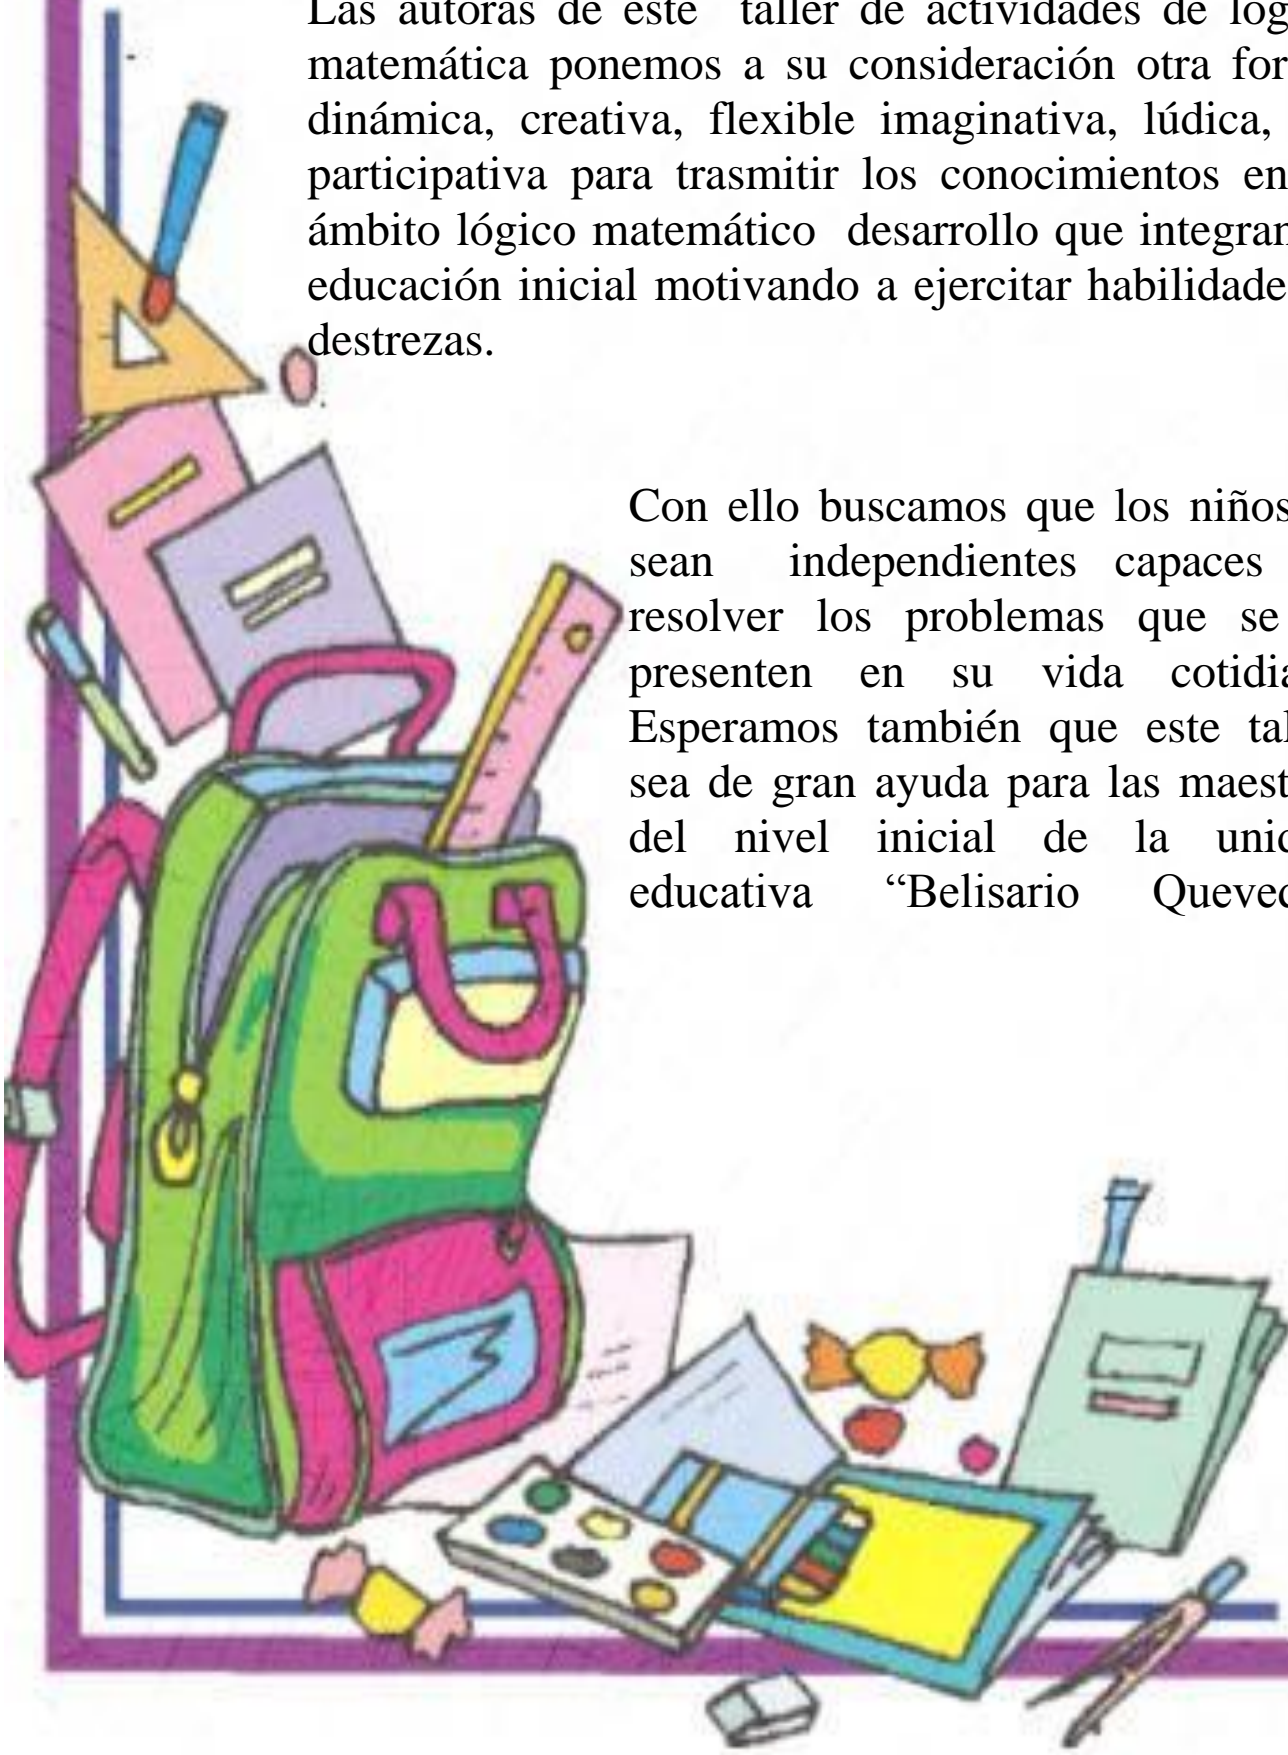 Las autoras de este taller de actividades de log
matemática ponemos a su consideración otra for
dinámica, creativa, flexible imaginativa, lúdica,
participativa para trasmitir los conocimientos en
ámbito lógico matemático desarrollo que integran
educación inicial motivando a ejercitar habilidade
destrezas.
Con ello buscamos que los niños
sean independientes capaces
resolver los problemas que se
presenten en su vida cotidia
Esperamos también que este tal
sea de gran ayuda para las maest
del nivel inicial de la unid
educativa “Belisario Queved